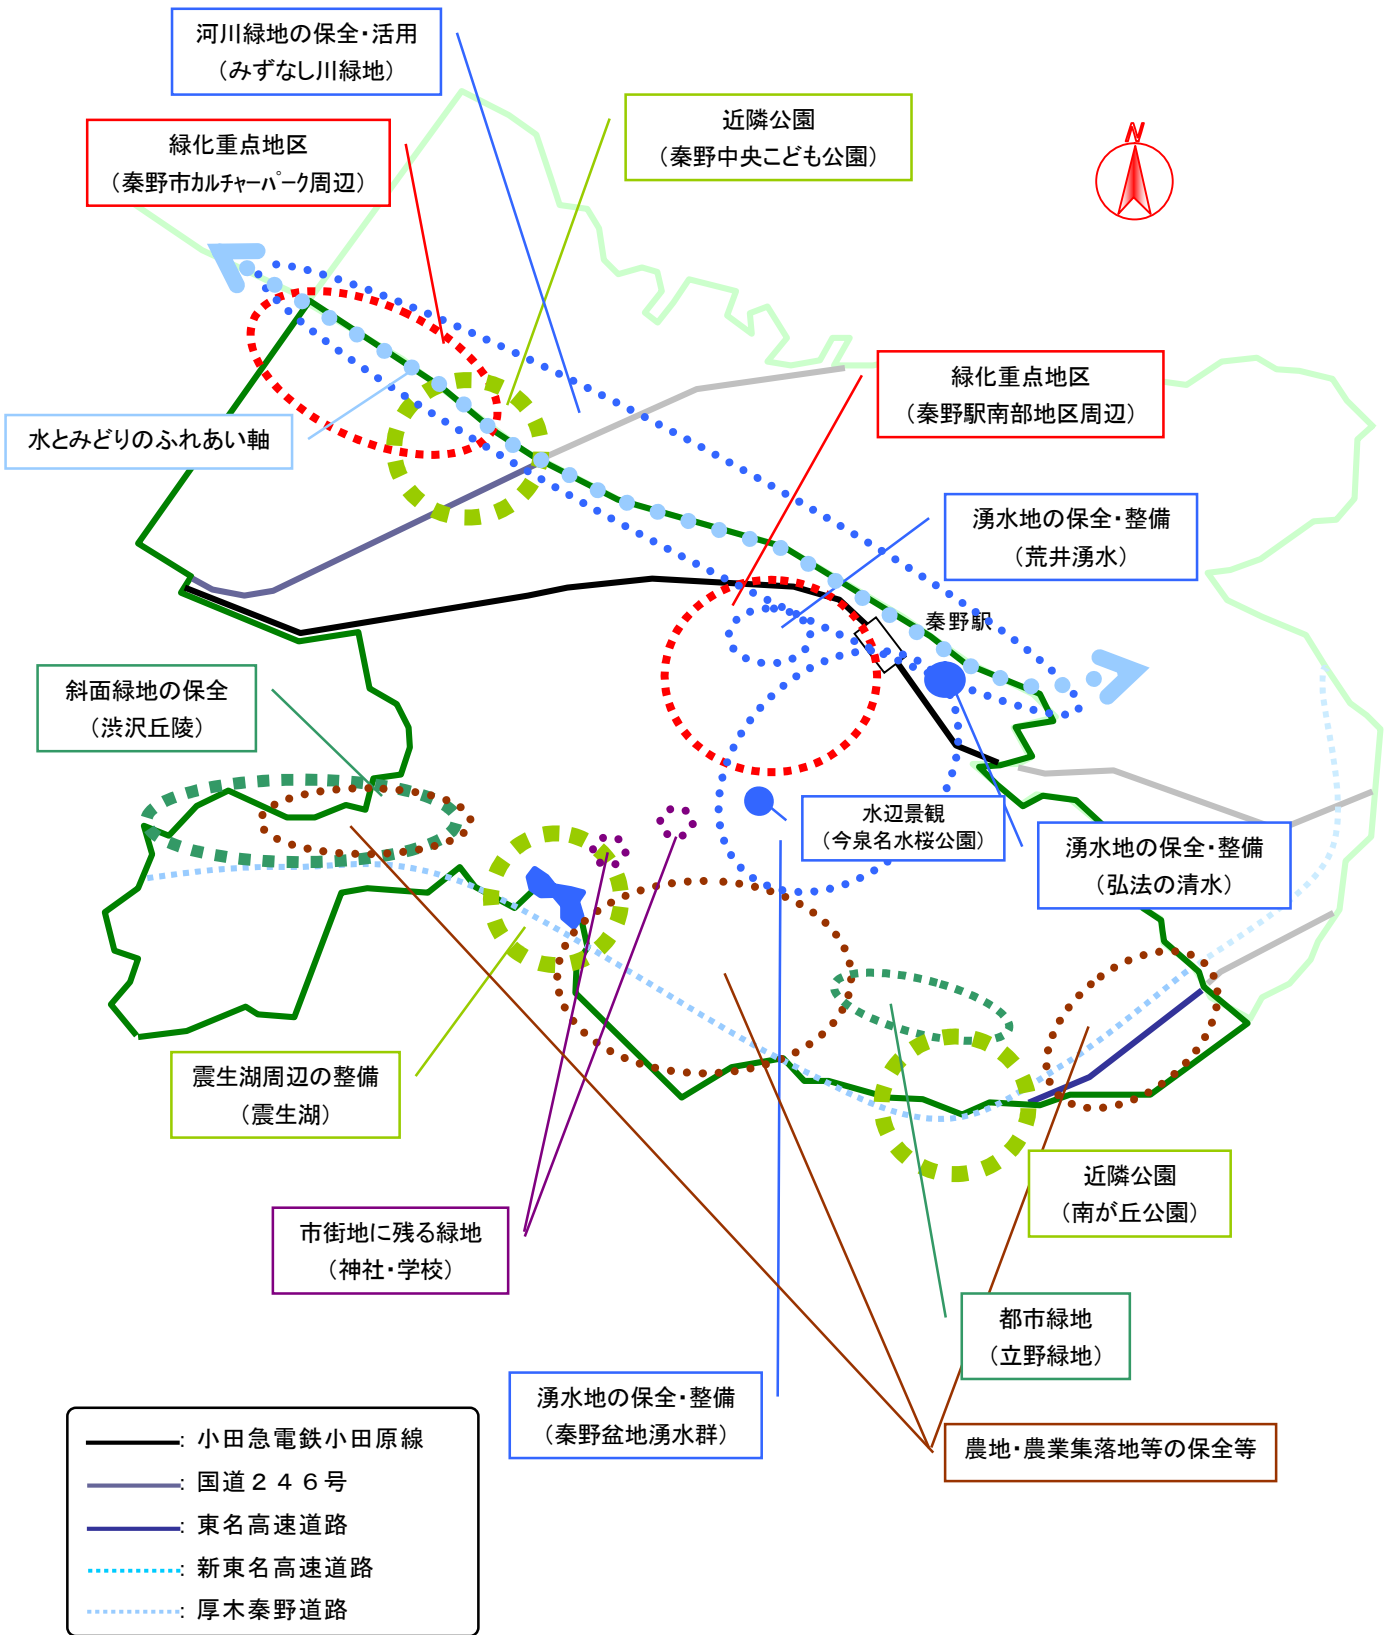 河川緑地の保全・活用
（みずなし川緑地）
近隣公園
（秦野中央こども公園）
緑化重点地区
（秦野市ｶﾙﾁｬｰﾊﾟｰｸ周辺）
N
緑化重点地区
（秦野駅南部地区周辺）
水とみどりのふれあい軸
湧水地の保全・整備
（荒井湧水）
秦野駅
斜面緑地の保全
（渋沢丘陵）
水辺景観
（今泉名水桜公園）
湧水地の保全・整備
（弘法の清水）
震生湖周辺の整備
（震生湖）
近隣公園
（南が丘公園）
市街地に残る緑地
（神社・学校）
都市緑地
（立野緑地）
湧水地の保全・整備
（秦野盆地湧水群）
農地・農業集落地等の保全等
：小田急電鉄小田原線
：国道２４６号
：東名高速道路
：新東名高速道路
：厚木秦野道路